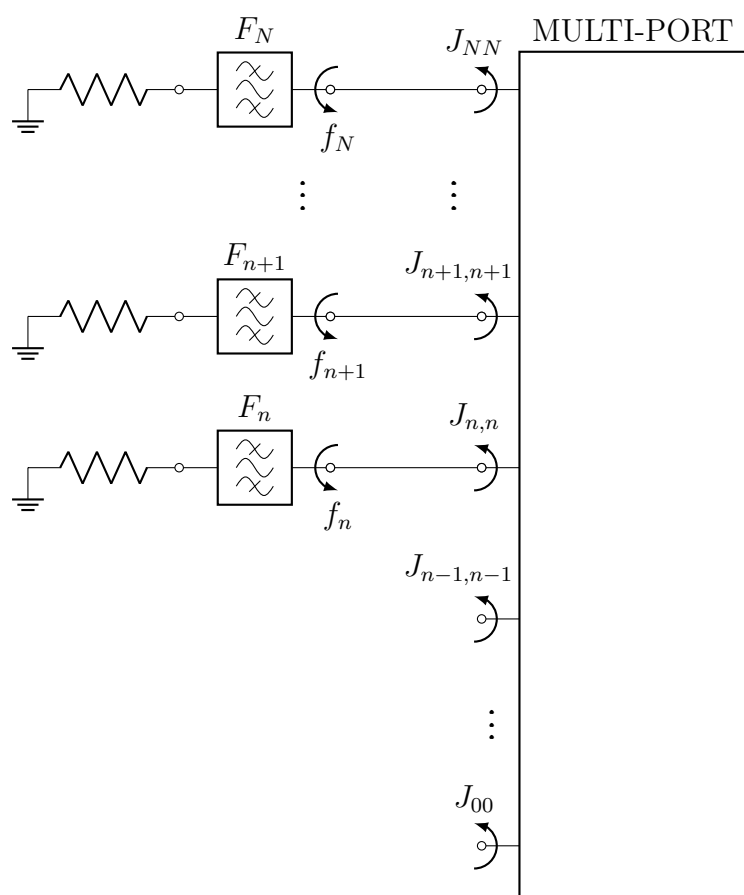 MULTI-PORT
F_N
J_{NN}
f_N
⋮ ⋮
F_{n+1}
J_{n+1,n+1}
f_{n+1}
F_n
J_{n,n}
f_n
J_{n−1,n−1}
⋮
J_{00}